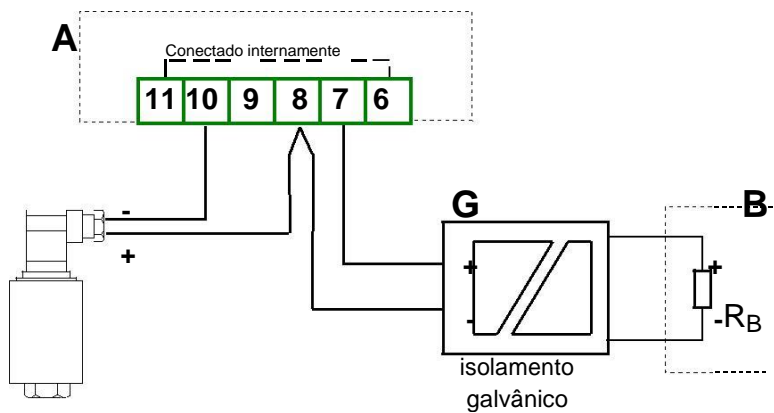 A
Conectado internamente
11 10 9 8 7 6
G
B
-
+
+
-
+
-RB
isolamento
galvânico